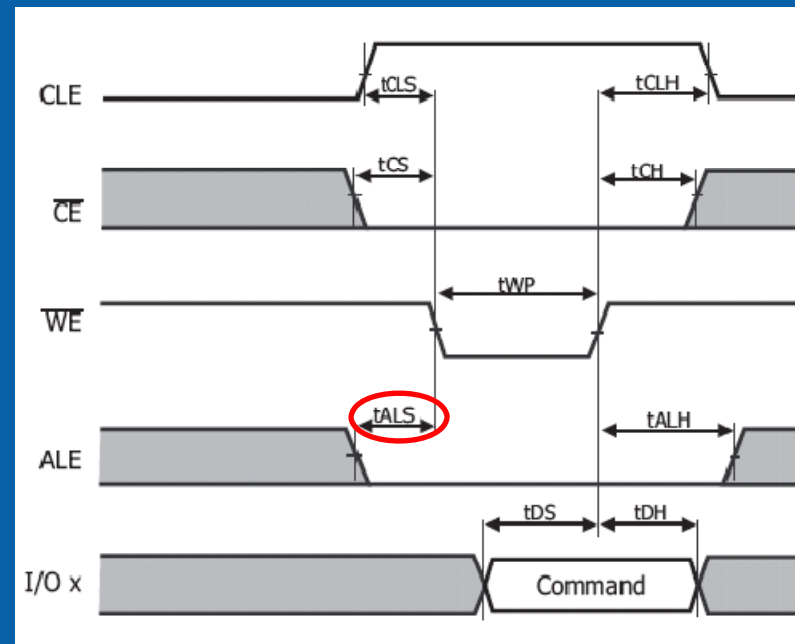 CLE
tCLS
tCLH
CE
tCS
tCH
WE
tWP
ALE
tALS
tALH
tDS
tDH
I/O x
Command